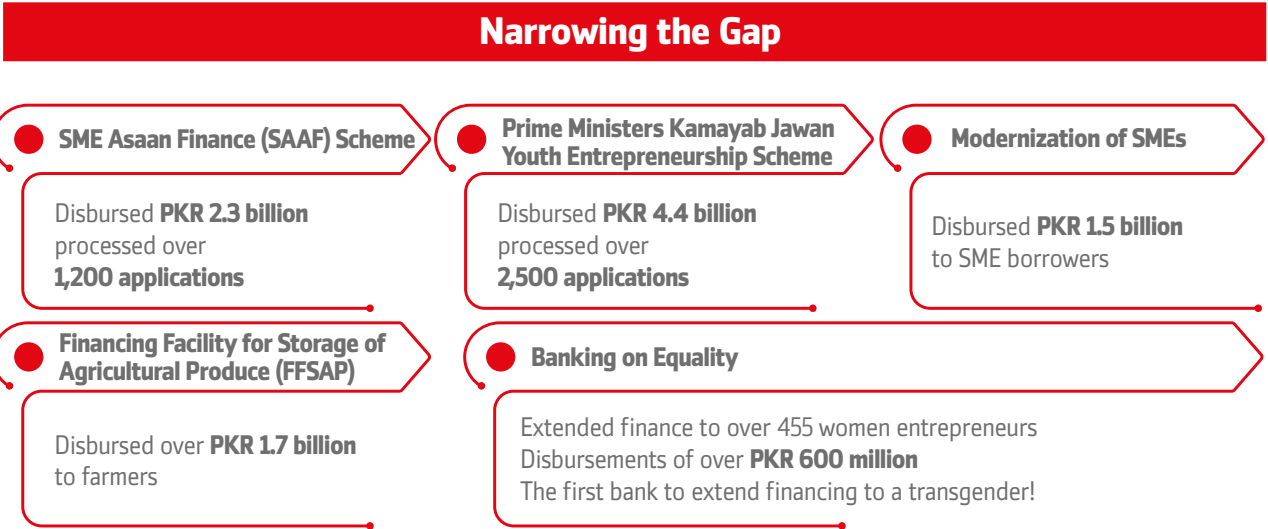 Narrowing the Gap
SME Asaan Finance (SAAF) Scheme
Disbursed PKR 2.3 billion
processed over
1,200 applications
Prime Ministers Kamayab Jawan
Youth Entrepreneurship Scheme
Disbursed PKR 4.4 billion
processed over
2,500 applications
Modernization of SMEs
Disbursed PKR 1.5 billion
to SME borrowers
Financing Facility for Storage of
Agricultural Produce (FFSAP)
Disbursed over PKR 1.7 billion
to farmers
Banking on Equality
Extended finance to over 455 women entrepreneurs
Disbursements of over PKR 600 million
The first bank to extend financing to a transgender!